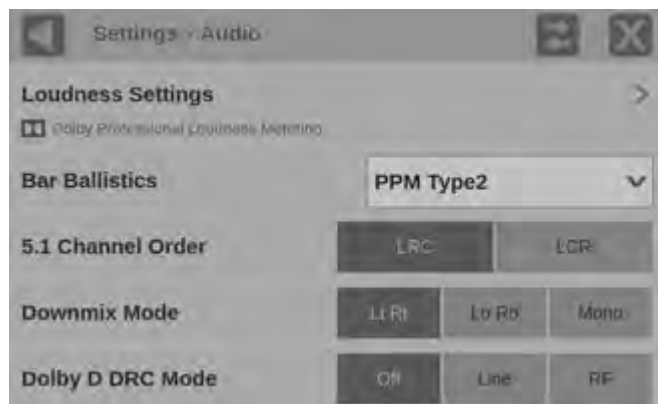 Settings - Audio
Loudness Settings
Dolby Professional Loudness Metering
Bar Ballistics PPM Type2
5.1 Channel Order LRC LCR
Downmix Mode Lt Rt Lo Ro Mono
Dolby D DRC Mode Off Line RF